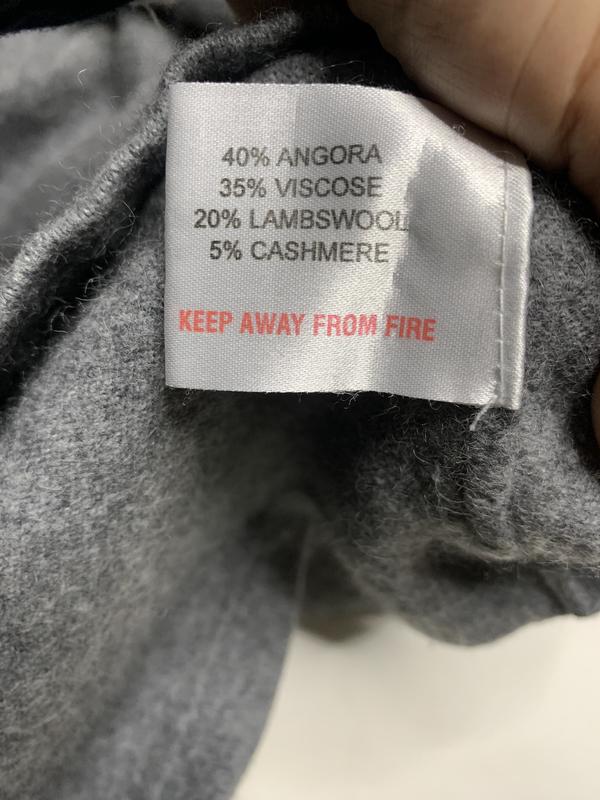 40% ANGORA
35% VISCOSE
20% LAMBSWOOL
5% CASHMERE
KEEP AWAY FROM FIRE